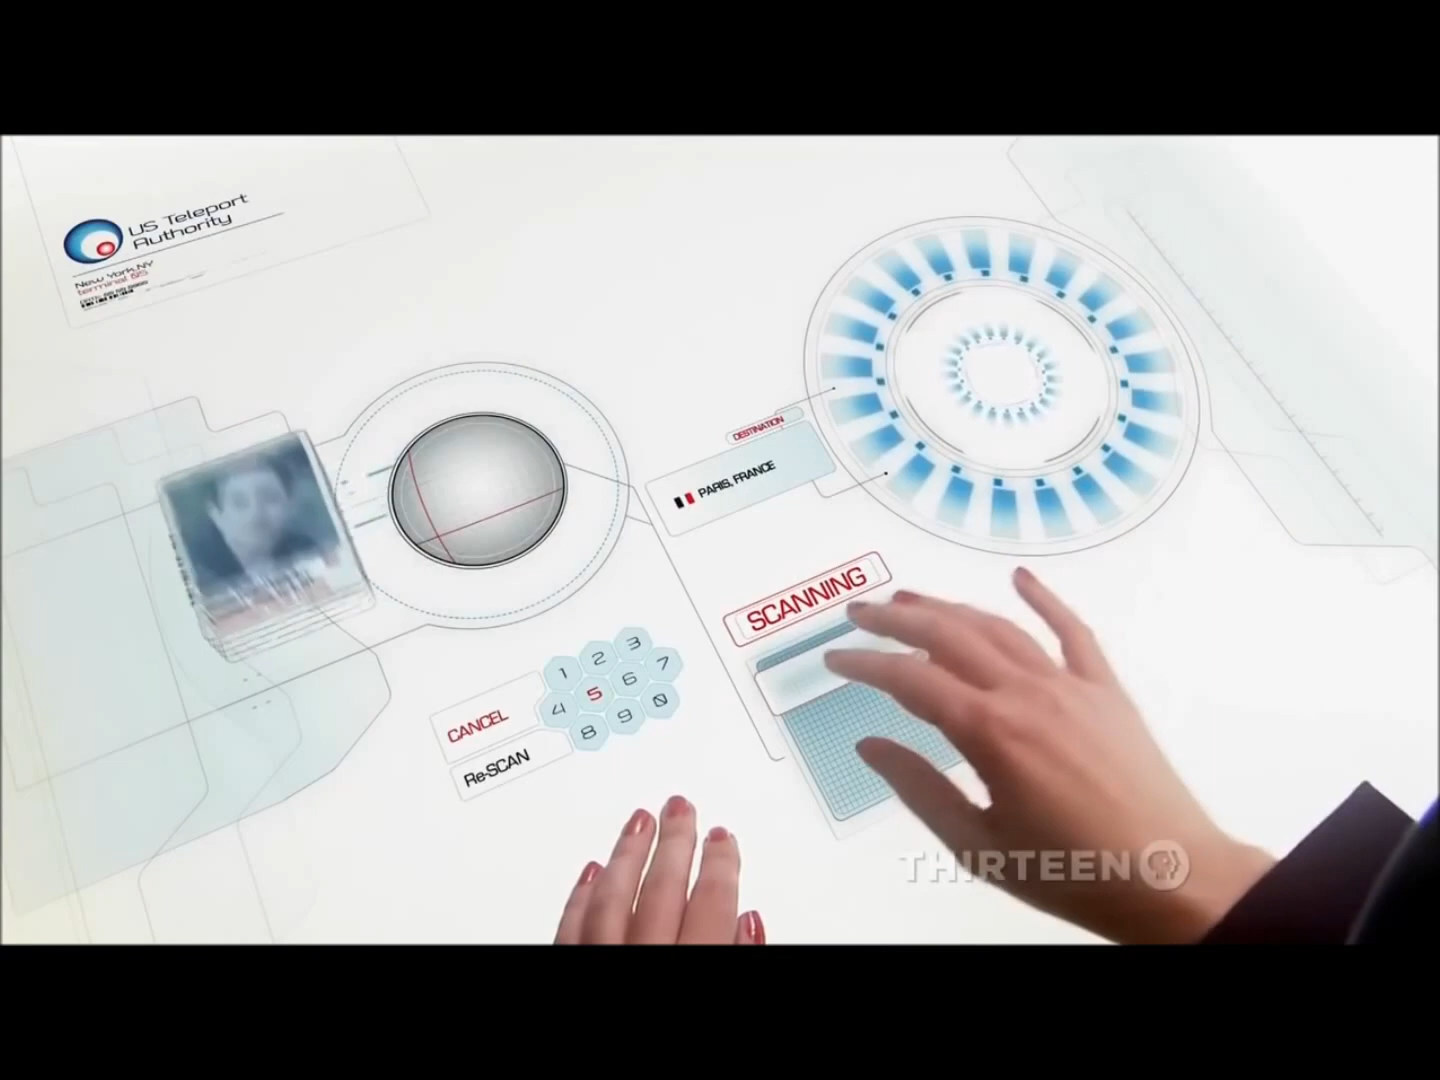 US Teleport
Authority
New York, NY
terminal 625
DESTINATION
PARIS, FRANCE
SCANNING
1 2 3
4 5 6 7
8 9 0
CANCEL
Re-SCAN
THIRTEEN